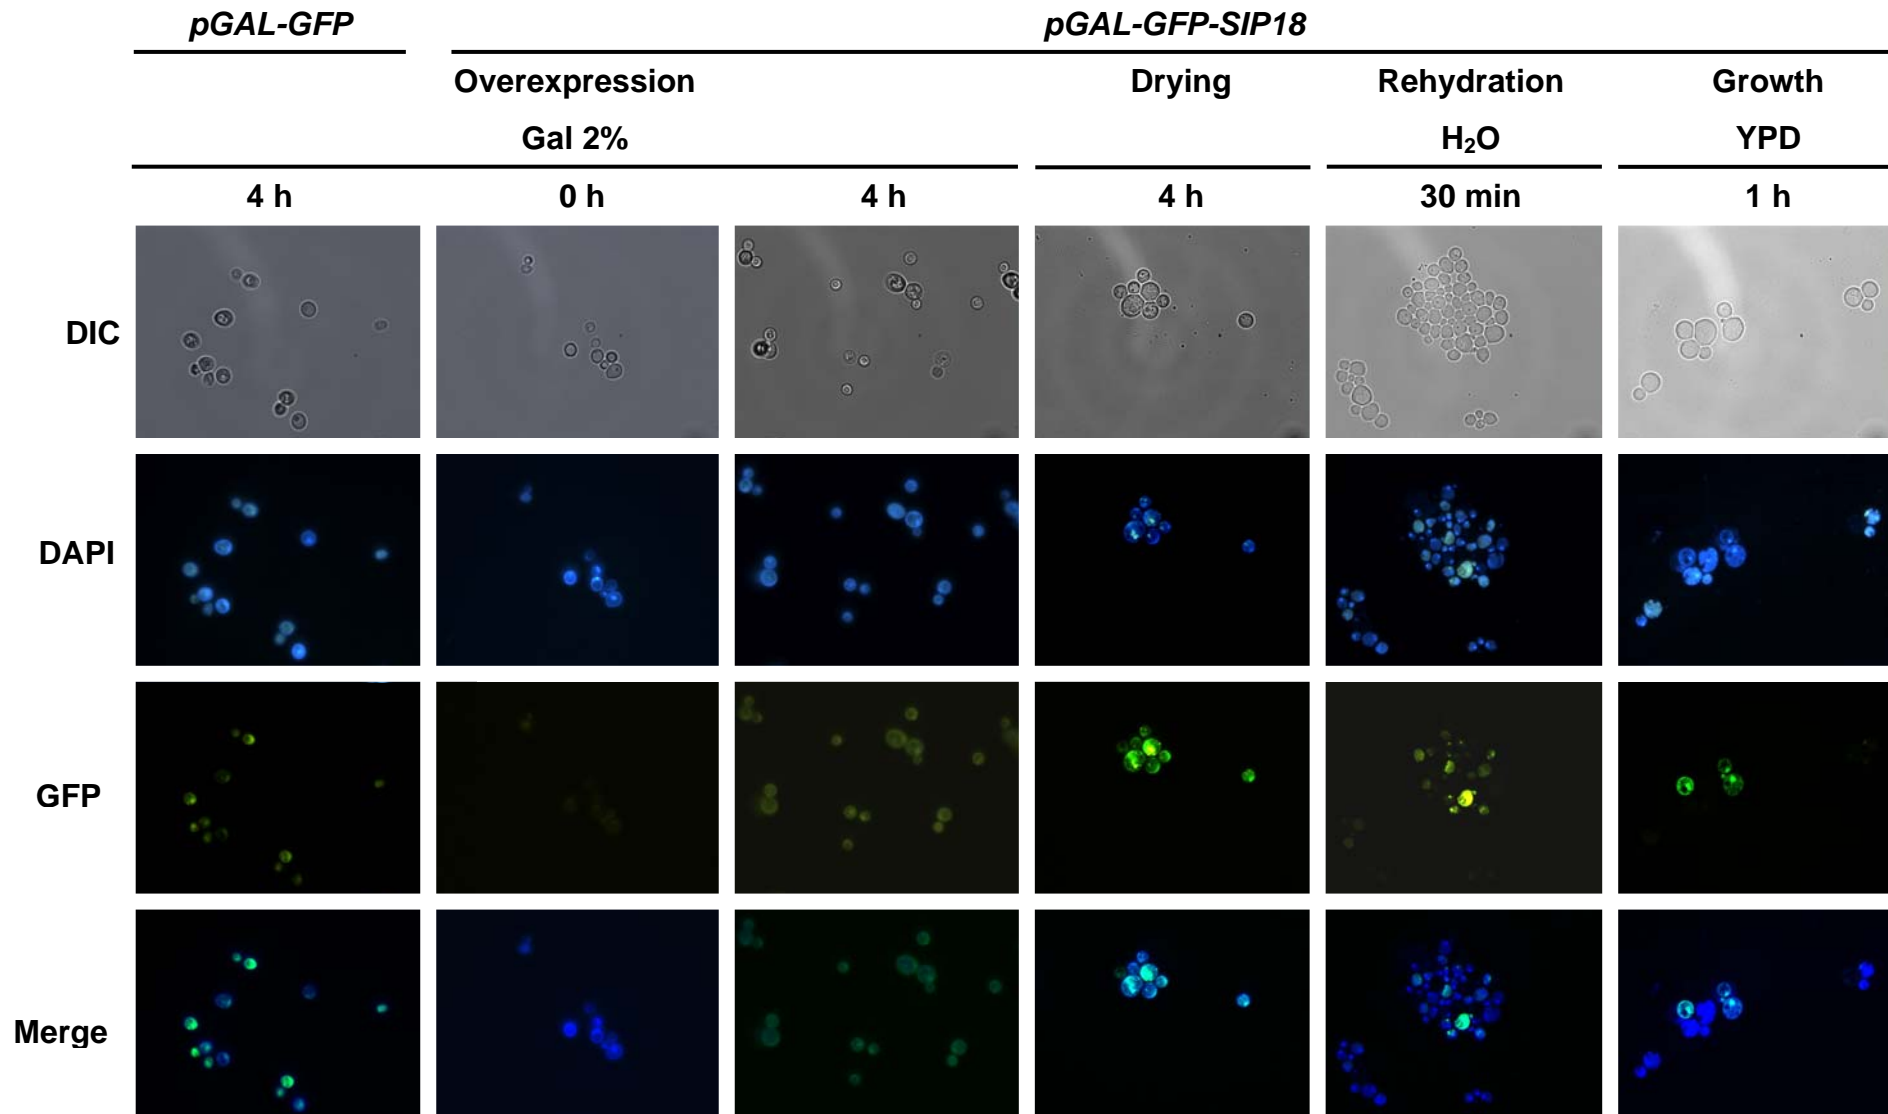 pGAL-GFP pGAL-GFP-SIP18
Overexpression Drying Rehydration Growth
Gal 2% H₂O YPD
4 h 0 h 4 h 4 h 30 min 1 h
DIC
DAPI
GFP
Merge